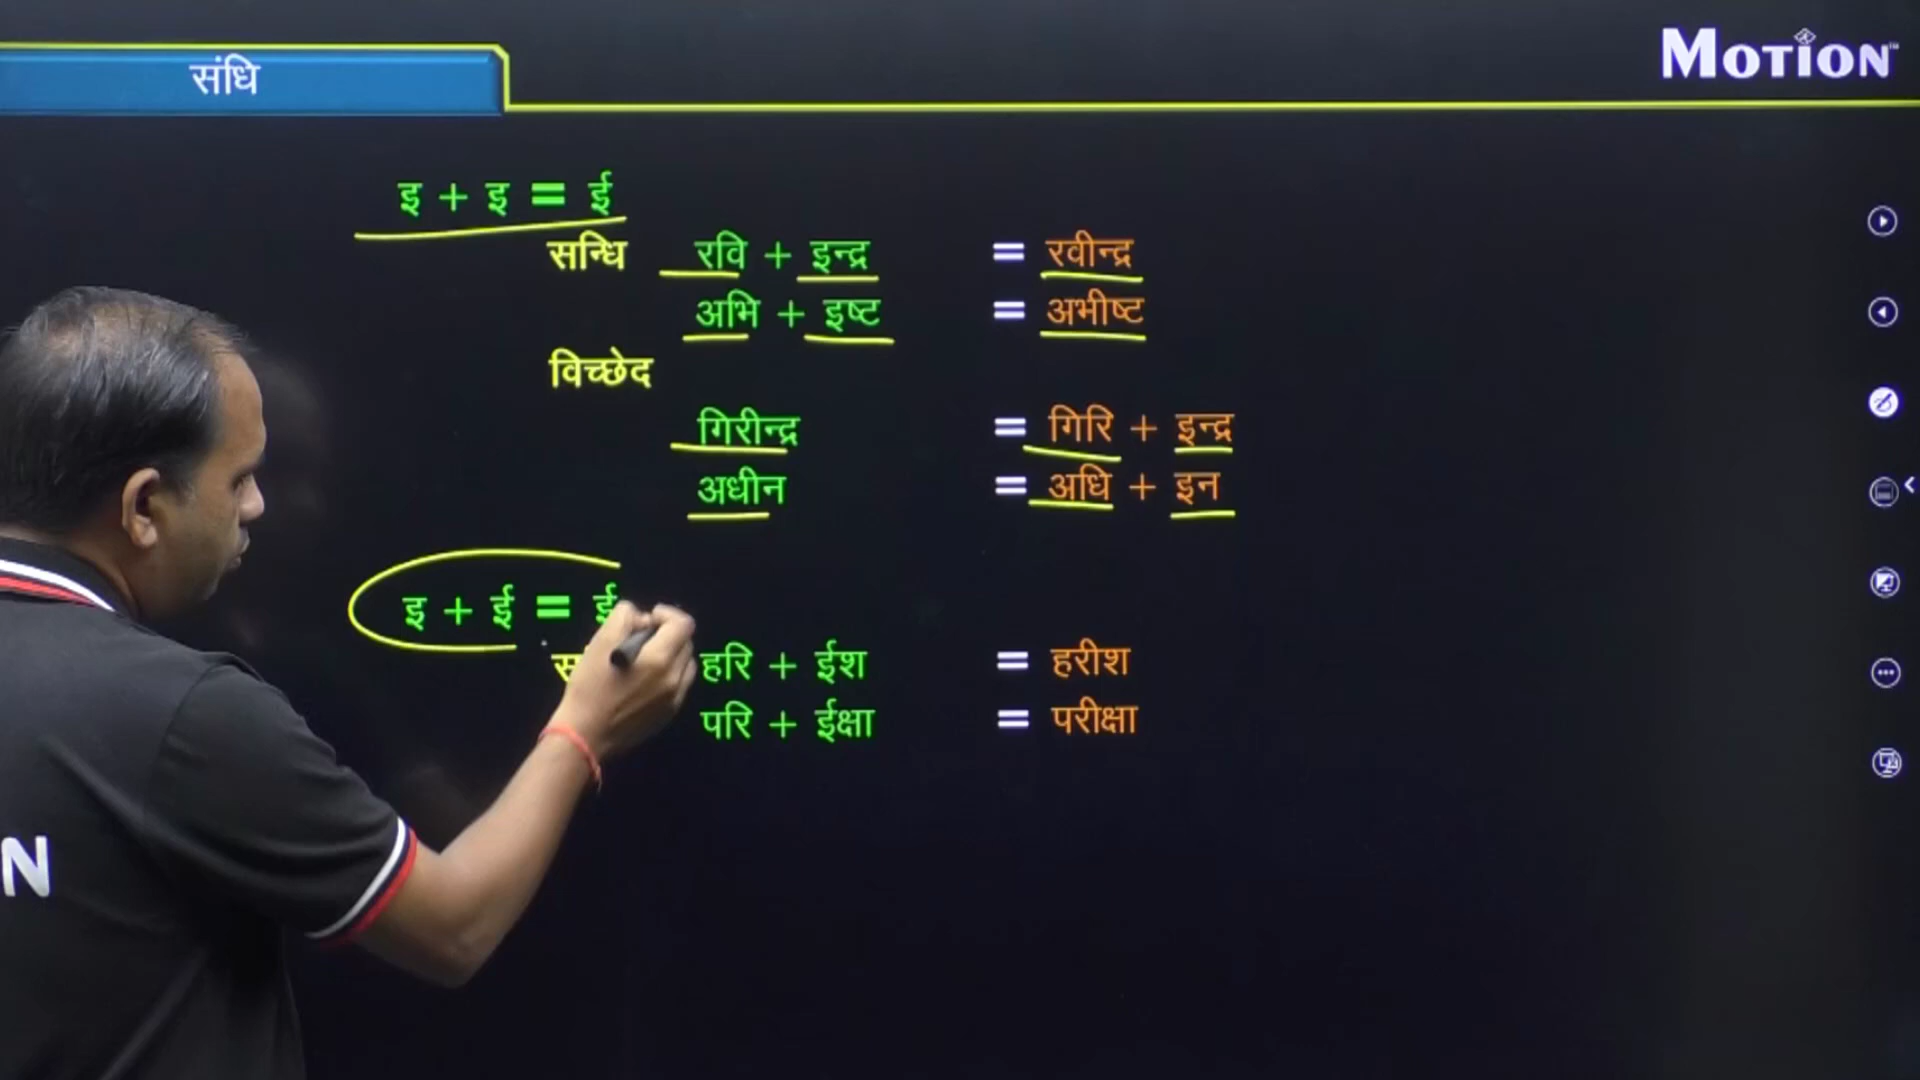 संधि
MOTION
इ + इ = ई
सन्धि रवि + इन्द्र = रवीन्द्र
अभि + इष्ट = अभीष्ट
विच्छेद
गिरीन्द्र = गिरि + इन्द्र
अधीन = अधि + इन
इ + ई = ई
हरि + ईश = हरीश
परि + ईक्षा = परीक्षा
N